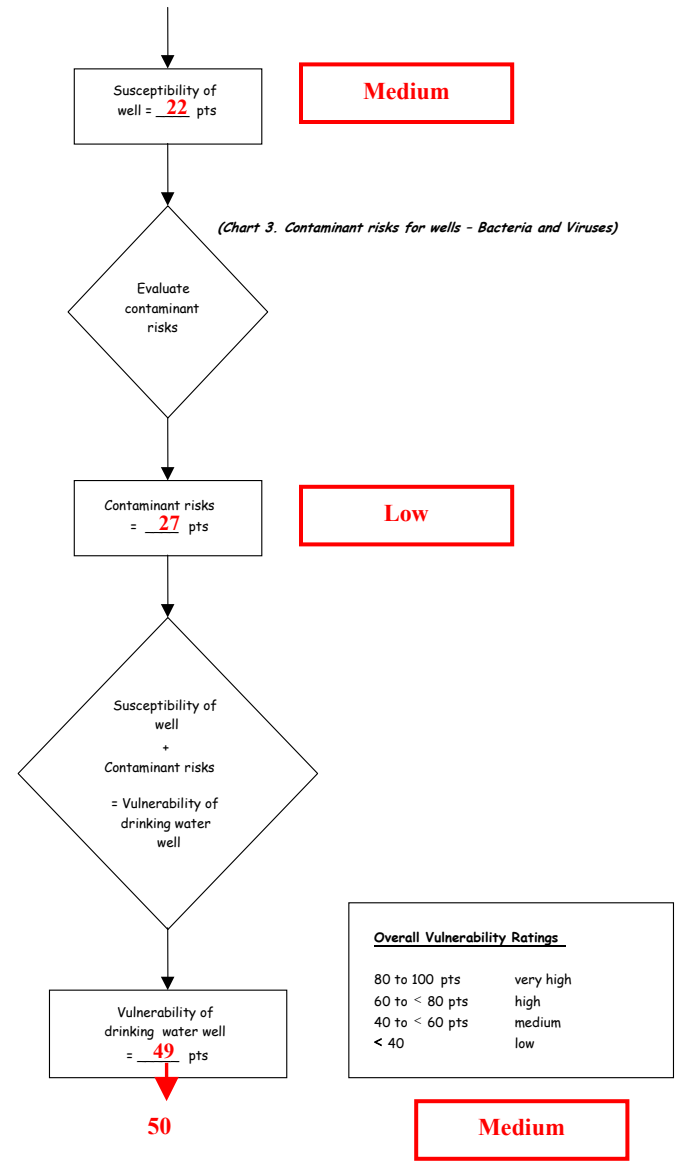 Susceptibility of
well = 22 pts
Medium
(Chart 3. Contaminant risks for wells – Bacteria and Viruses)
Evaluate
contaminant
risks
Contaminant risks
= 27 pts
Low
Susceptibility of
well
+
Contaminant risks
= Vulnerability of
drinking water
well
Overall Vulnerability Ratings
80 to 100 pts very high
60 to < 80 pts high
40 to < 60 pts medium
< 40 low
Vulnerability of
drinking water well
= 49 pts
50
Medium